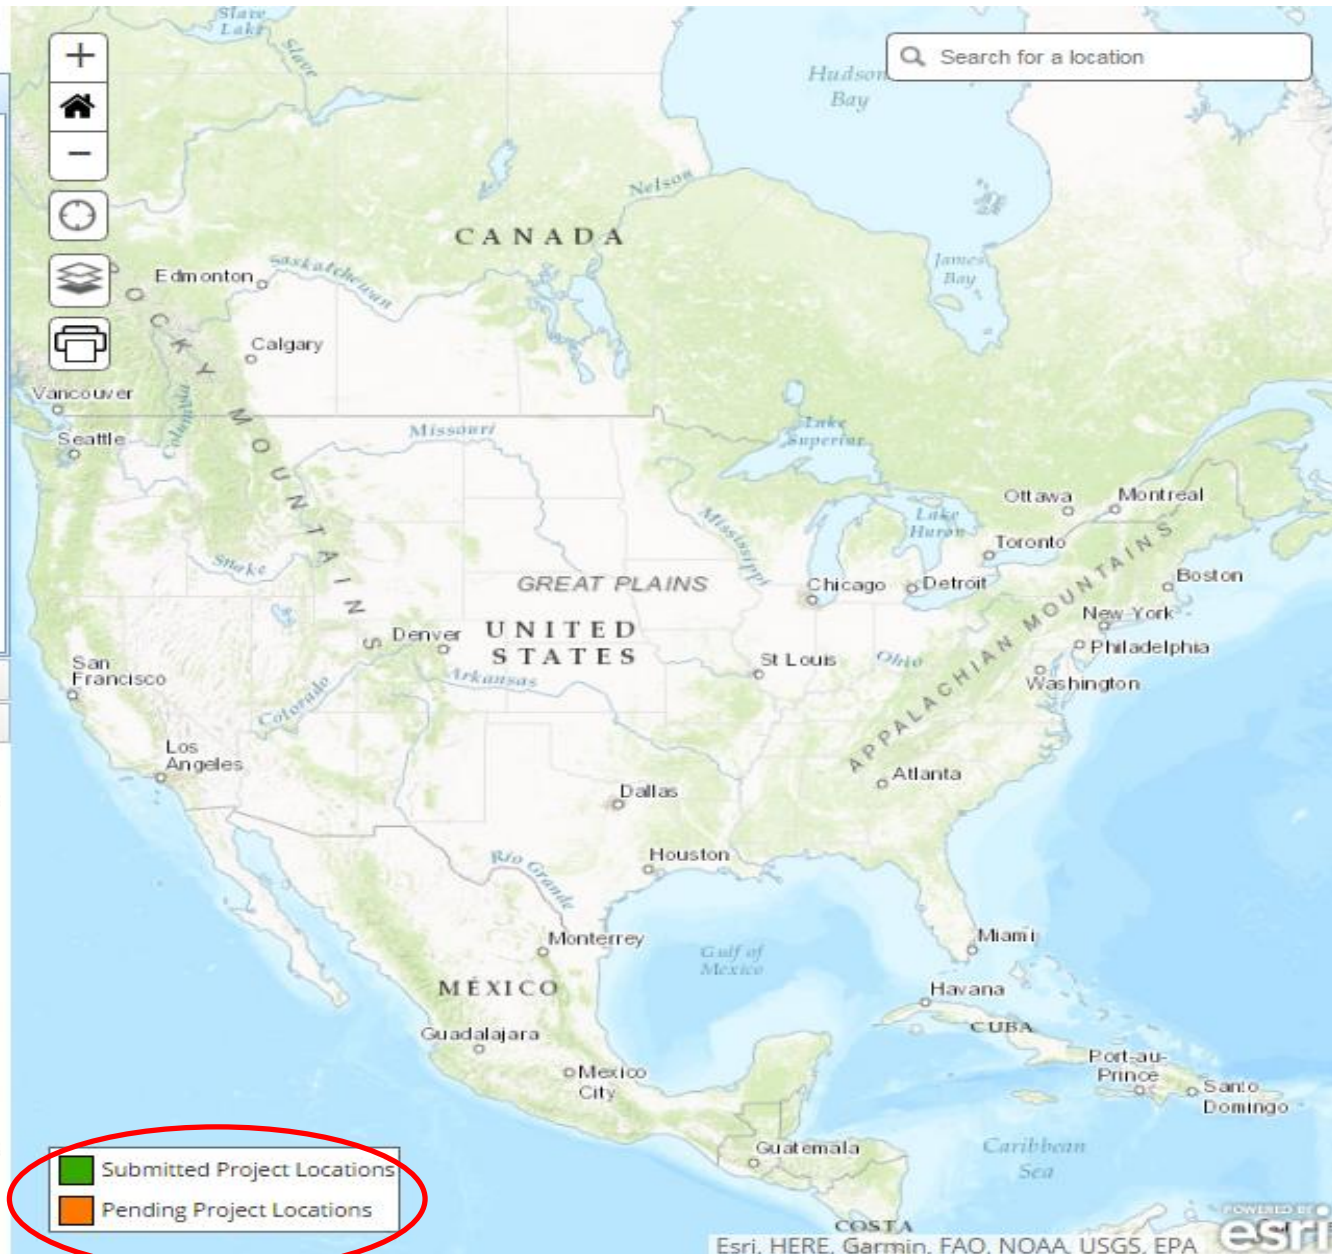 Slave
Lake
Slave
+
Search for a location
Hudson
Bay
−
Nelson
CANADA
James
Bay
Edmonton
Saskatchewan
ROCKY MOUNTAINS
Calgary
Vancouver
Columbia
Seattle
Missouri
Lake
Superior
Ottawa
Montreal
Mississippi
Lake
Huron
Toronto
Snake
GREAT PLAINS
Chicago
Detroit
Boston
New York
Denver
UNITED
STATES
St Louis
Ohio
Philadelphia
APPALACHIAN MOUNTAINS
San
Francisco
Arkansas
Washington
Colorado
Los
Angeles
Atlanta
Dallas
Houston
Rio Grande
Monterrey
Gulf of
Mexico
Miami
MÉXICO
Havana
CUBA
Guadalajara
Mexico
City
Port-au-
Prince
Santo
Domingo
Guatemala
Caribbean
Sea
Submitted Project Locations
Pending Project Locations
COSTA
POWERED BY
esri
Esri, HERE, Garmin, FAO, NOAA, USGS, EPA